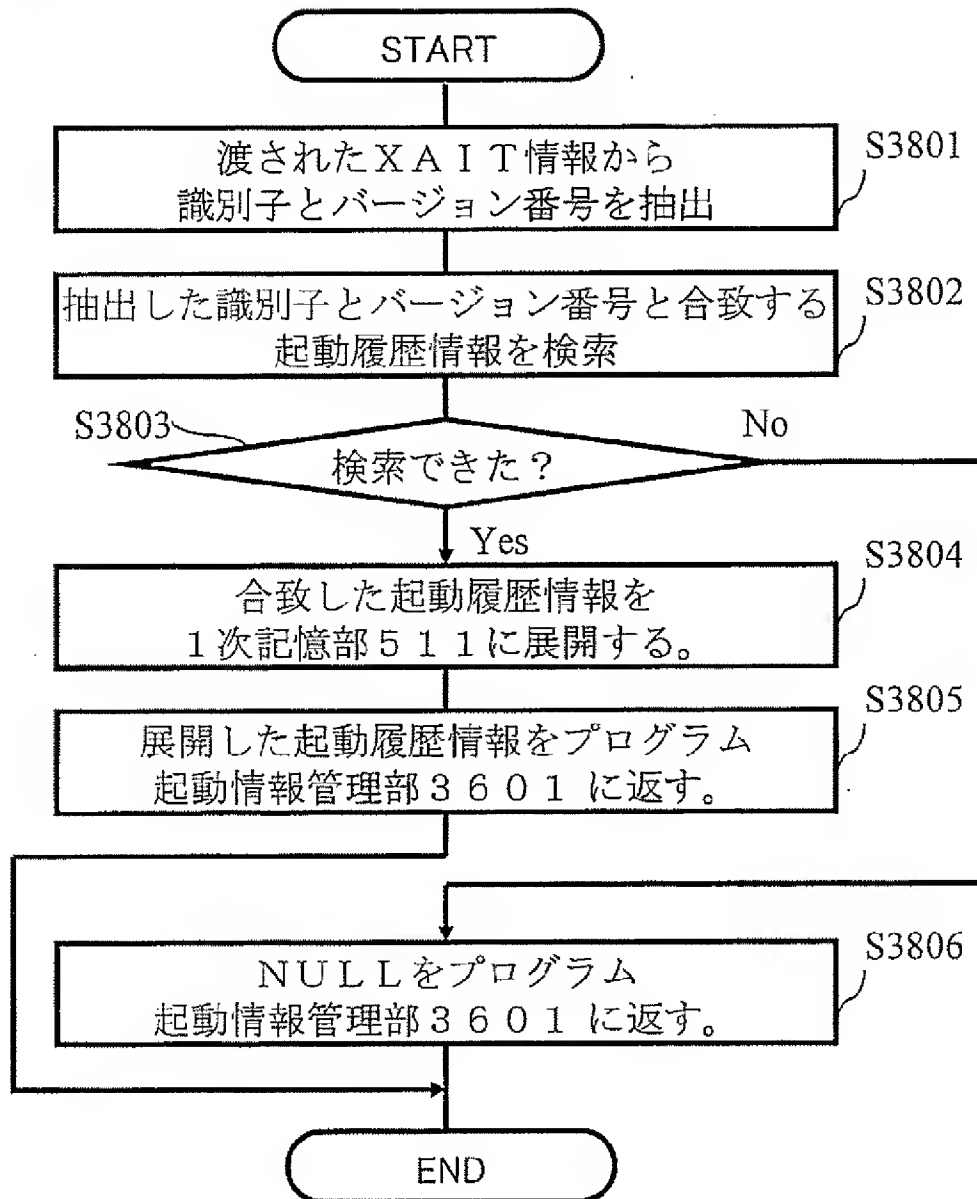 START
渡されたＸＡＩＴ情報から
識別子とバージョン番号を抽出
S3801
抽出した識別子とバージョン番号と合致する
起動履歴情報を検索
S3802
S3803
検索できた？
No
Yes
合致した起動履歴情報を
１次記憶部５１１に展開する。
S3804
展開した起動履歴情報をプログラム
起動情報管理部３６０１に返す。
S3805
ＮＵＬＬをプログラム
起動情報管理部３６０１に返す。
S3806
END